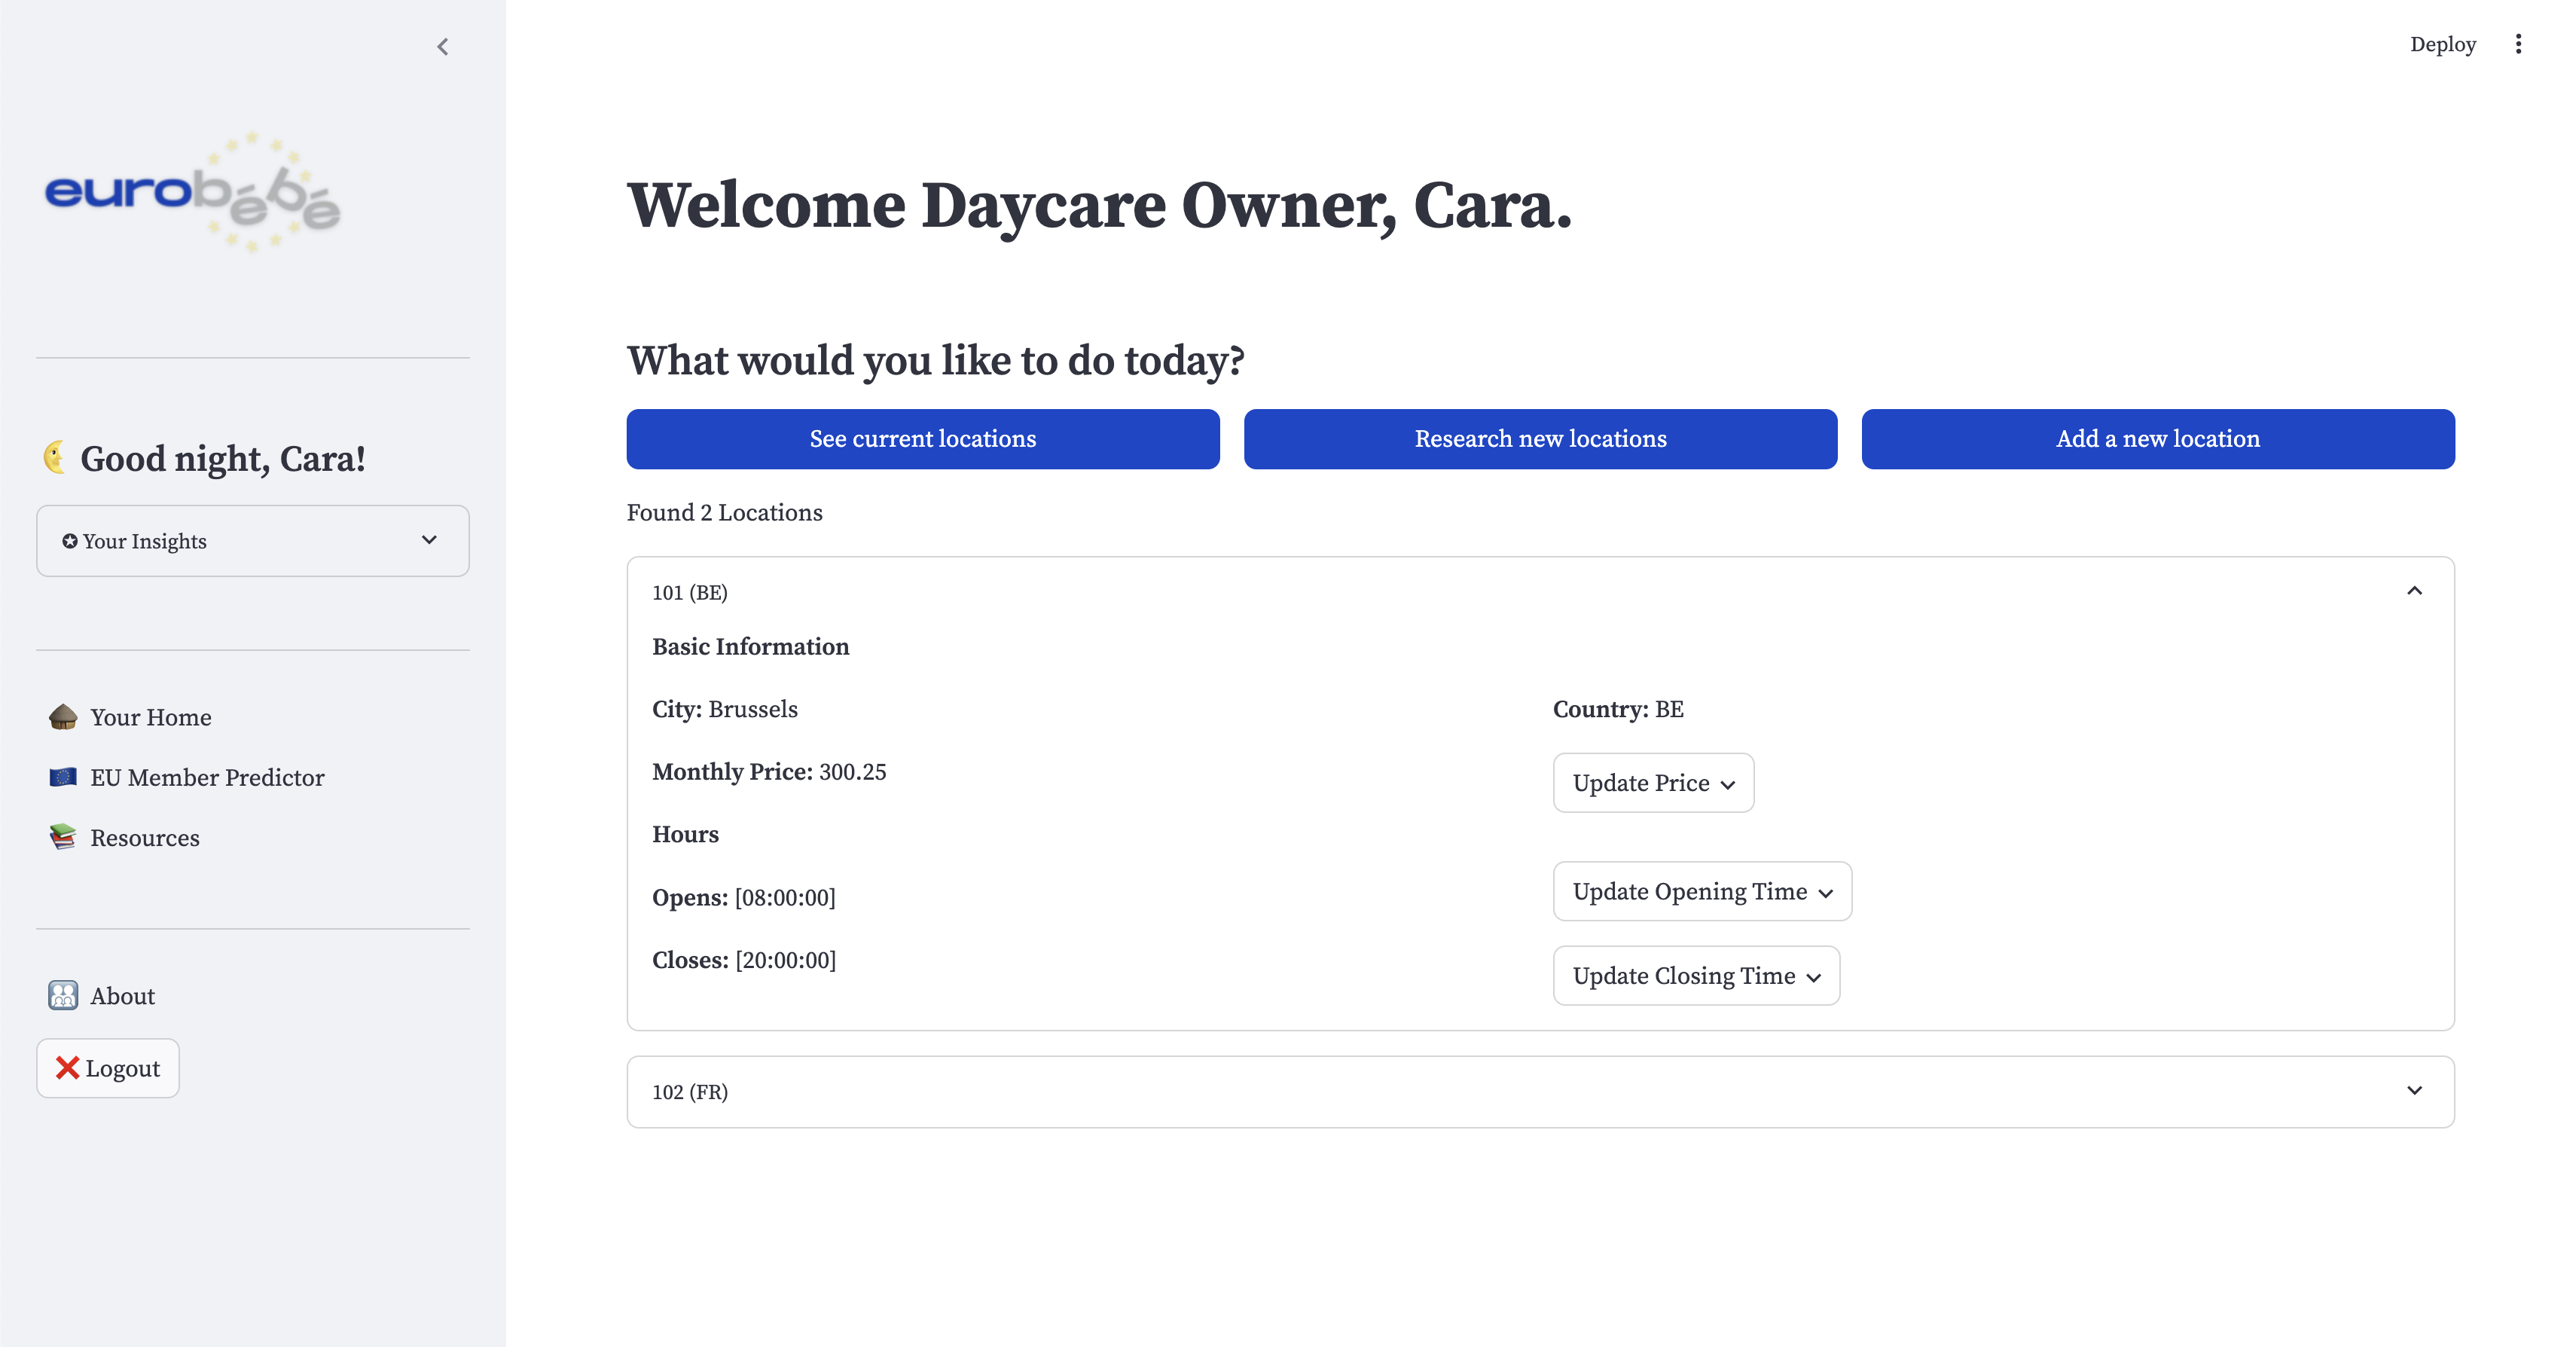 Deploy
eurobébé
Welcome Daycare Owner, Cara.
Good night, Cara!
Your Insights
Your Home
EU Member Predictor
Resources
About
Logout
What would you like to do today?
See current locations
Research new locations
Add a new location
Found 2 Locations
101 (BE)
Basic Information
City: Brussels
Country: BE
Monthly Price: 300.25
Update Price
Hours
Opens: [08:00:00]
Update Opening Time
Closes: [20:00:00]
Update Closing Time
102 (FR)